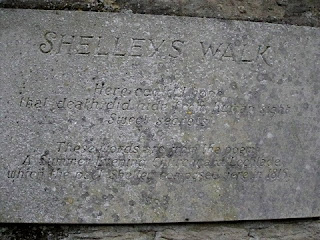 SHELLEY'S WALK
Here could I hope
that death did hide from human sight
Sweet secrets
These words are from the poem
A Summer Evening Churchyard Lechlade
which the poet Shelley composed here in 1815